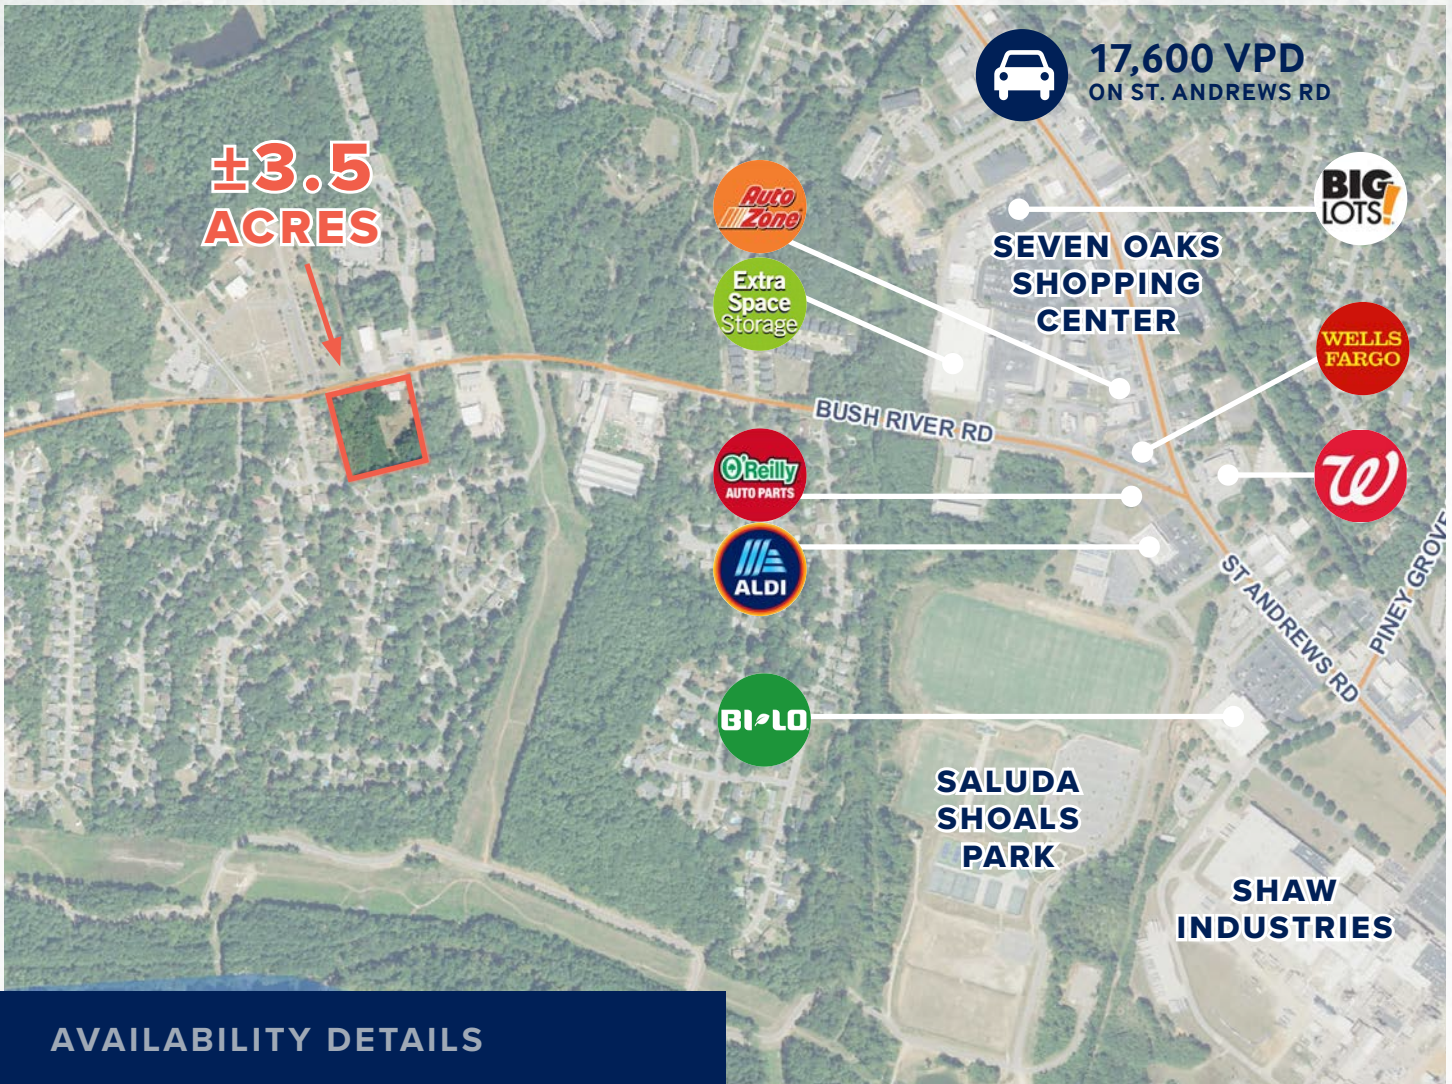 17,600 VPD
ON ST. ANDREWS RD
±3.5
ACRES
Auto
Zone
BIG
LOTS!
SEVEN OAKS
SHOPPING
CENTER
Extra
Space
Storage
WELLS
FARGO
BUSH RIVER RD
O'Reilly
AUTO PARTS
W
ALDI
ST ANDREWS RD
PINEY GROVE
BI-LO
SALUDA
SHOALS
PARK
SHAW
INDUSTRIES
AVAILABILITY DETAILS